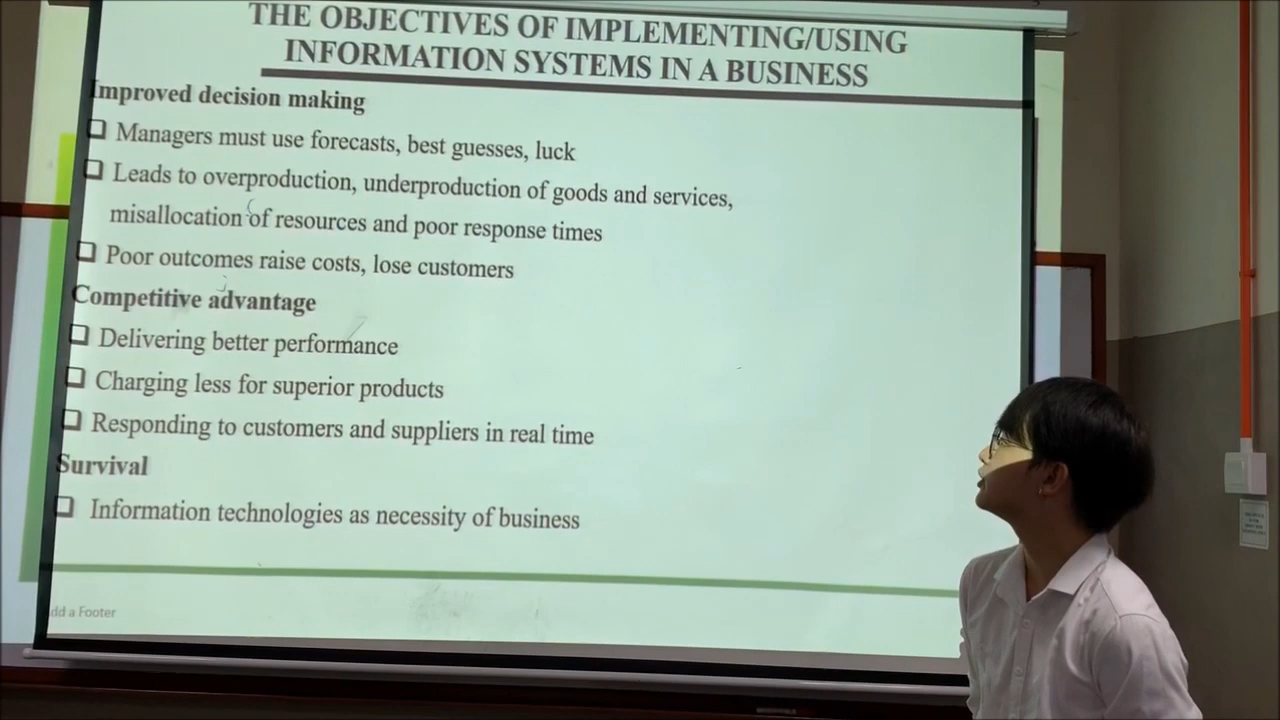 THE OBJECTIVES OF IMPLEMENTING/USING
INFORMATION SYSTEMS IN A BUSINESS
Improved decision making
Managers must use forecasts, best guesses, luck
Leads to overproduction, underproduction of goods and services,
misallocation of resources and poor response times
Poor outcomes raise costs, lose customers
Competitive advantage
Delivering better performance
Charging less for superior products
Responding to customers and suppliers in real time
Survival
Information technologies as necessity of business
dd a Footer